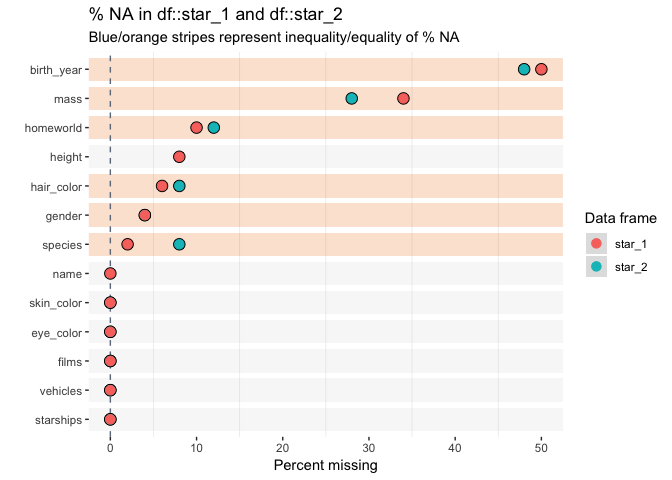 % NA in df::star_1 and df::star_2
Blue/orange stripes represent inequality/equality of % NA
birth_year
mass
homeworld
height
hair_color
gender
species
name
skin_color
eye_color
films
vehicles
starships
0 10 20 30 40 50
Percent missing
Data frame
star_1
star_2